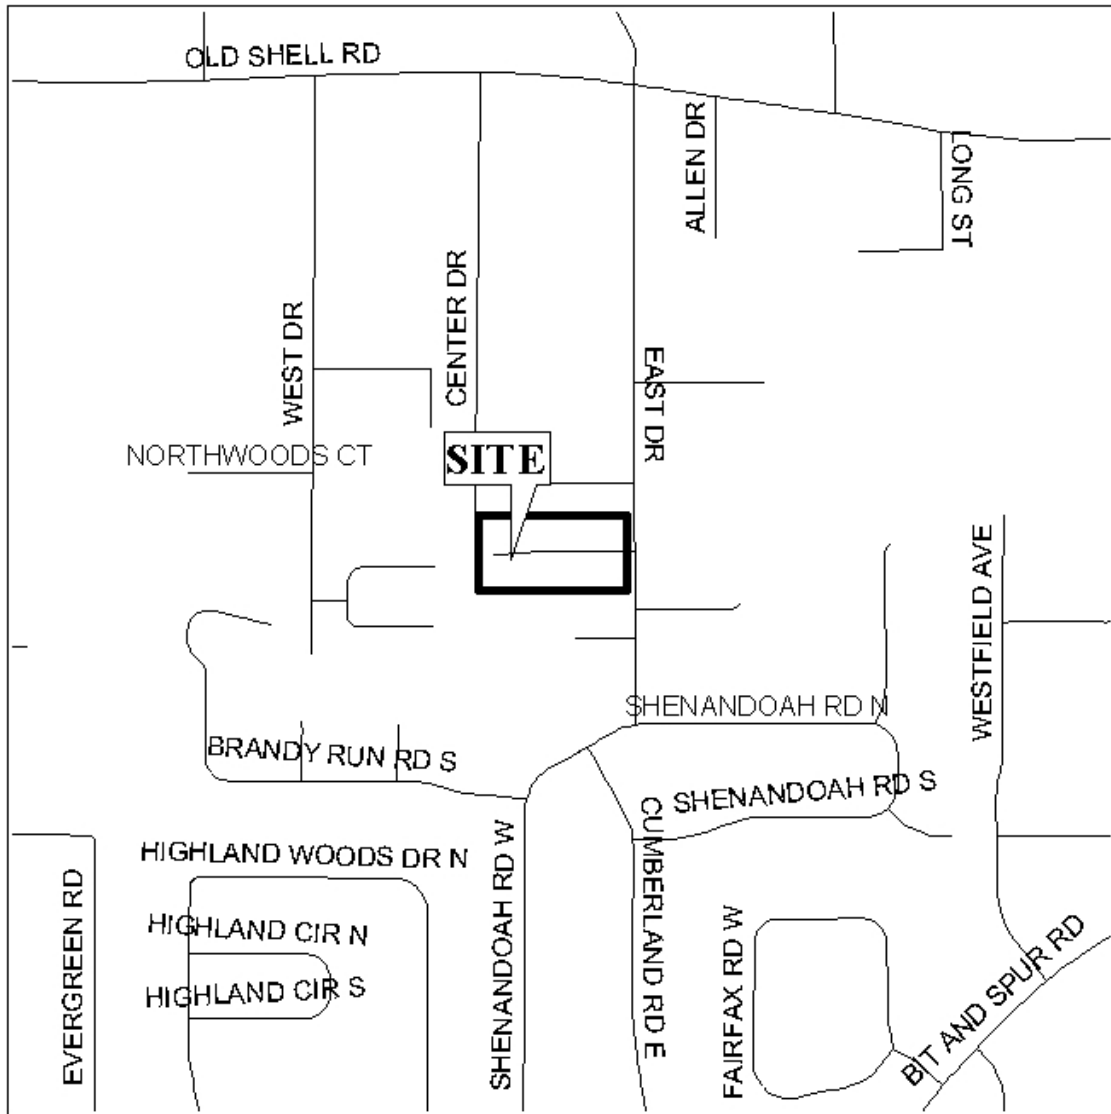 OLD SHELL RD
ALLEN DR
LONG ST
CENTER DR
WEST DR
EAST DR
NORTHWOODS CT
SITE
WESTFIELD AVE
SHENANDOAH RD N
BRANDY RUN RD S
SHENANDOAH RD S
HIGHLAND WOODS DR N
SHENANDOAH RD W
CUMBERLAND RD E
EVERGREEN RD
HIGHLAND CIR N
HIGHLAND CIR S
FAIRFAX RD W
BIT AND SPUR RD